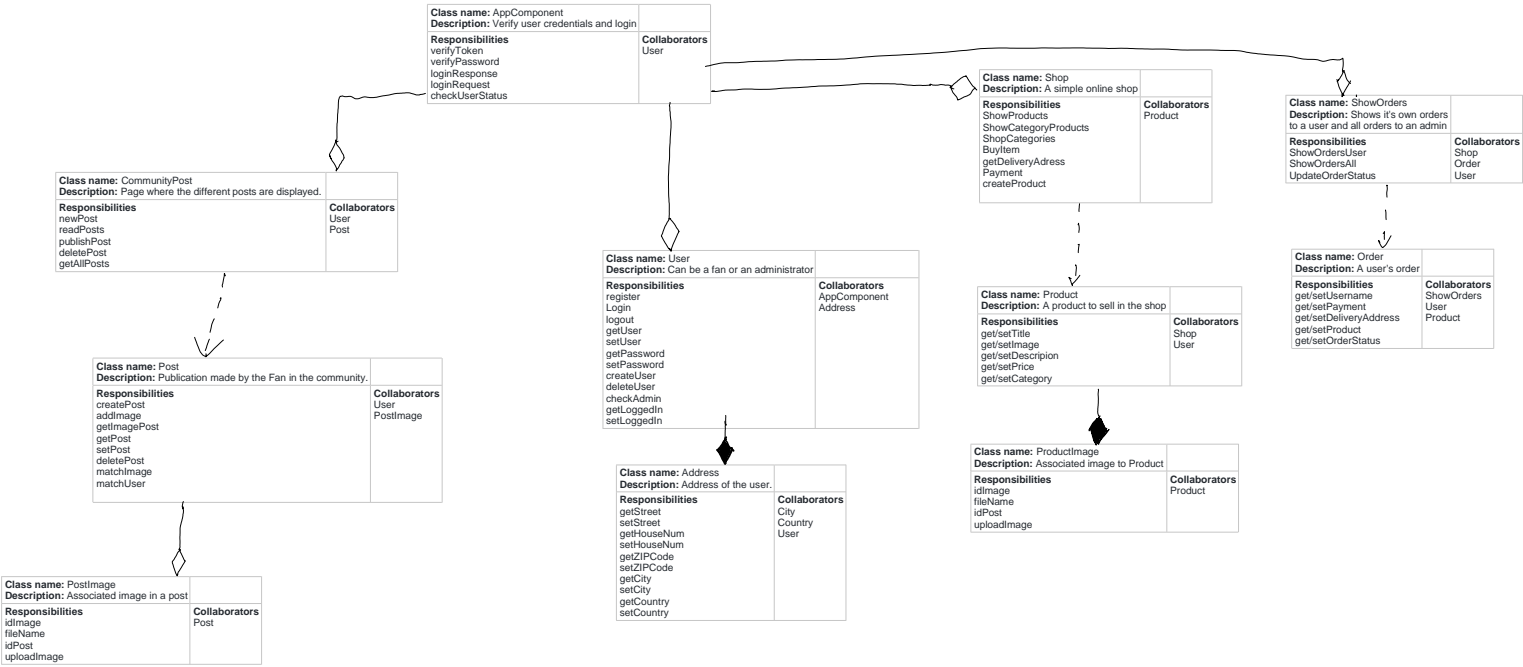 Class name: AppComponent
Description: Verify user credentials and login
Responsibilities
verifyToken
verifyPassword
loginResponse
loginRequest
checkUserStatus
Collaborators
User
Class name: Shop
Description: A simple online shop
Responsibilities
ShowProducts
ShowCategoryProducts
ShopCategories
BuyItem
getDeliveryAdress
Payment
createProduct
Collaborators
Product
Class name: ShowOrders
Description: Shows it's own orders
to a user and all orders to an admin
Responsibilities
ShowOrdersUser
ShowOrdersAll
UpdateOrderStatus
Collaborators
Shop
Order
User
Class name: CommunityPost
Description: Page where the different posts are displayed.
Responsibilities
newPost
readPosts
publishPost
deletePost
getAllPosts
Collaborators
User
Post
Class name: User
Description: Can be a fan or an administrator
Responsibilities
register
Login
logout
getUser
setUser
getPassword
setPassword
createUser
deleteUser
checkAdmin
getLoggedIn
setLoggedIn
Collaborators
AppComponent
Address
Class name: Order
Description: A user's order
Responsibilities
get/setUsername
get/setPayment
get/setDeliveryAddress
get/setProduct
get/setOrderStatus
Collaborators
ShowOrders
User
Product
Class name: Product
Description: A product to sell in the shop
Responsibilities
get/setTitle
get/setImage
get/setDescripion
get/setPrice
get/setCategory
Collaborators
Shop
User
Class name: Post
Description: Publication made by the Fan in the community.
Responsibilities
createPost
addImage
getImagePost
getPost
setPost
deletePost
matchImage
matchUser
Collaborators
User
PostImage
Class name: Address
Description: Address of the user.
Responsibilities
getStreet
setStreet
getHouseNum
setHouseNum
getZIPCode
setZIPCode
getCity
setCity
getCountry
setCountry
Collaborators
City
Country
User
Class name: ProductImage
Description: Associated image to Product
Responsibilities
idImage
fileName
idPost
uploadImage
Collaborators
Product
Class name: PostImage
Description: Associated image in a post
Responsibilities
idImage
fileName
idPost
uploadImage
Collaborators
Post